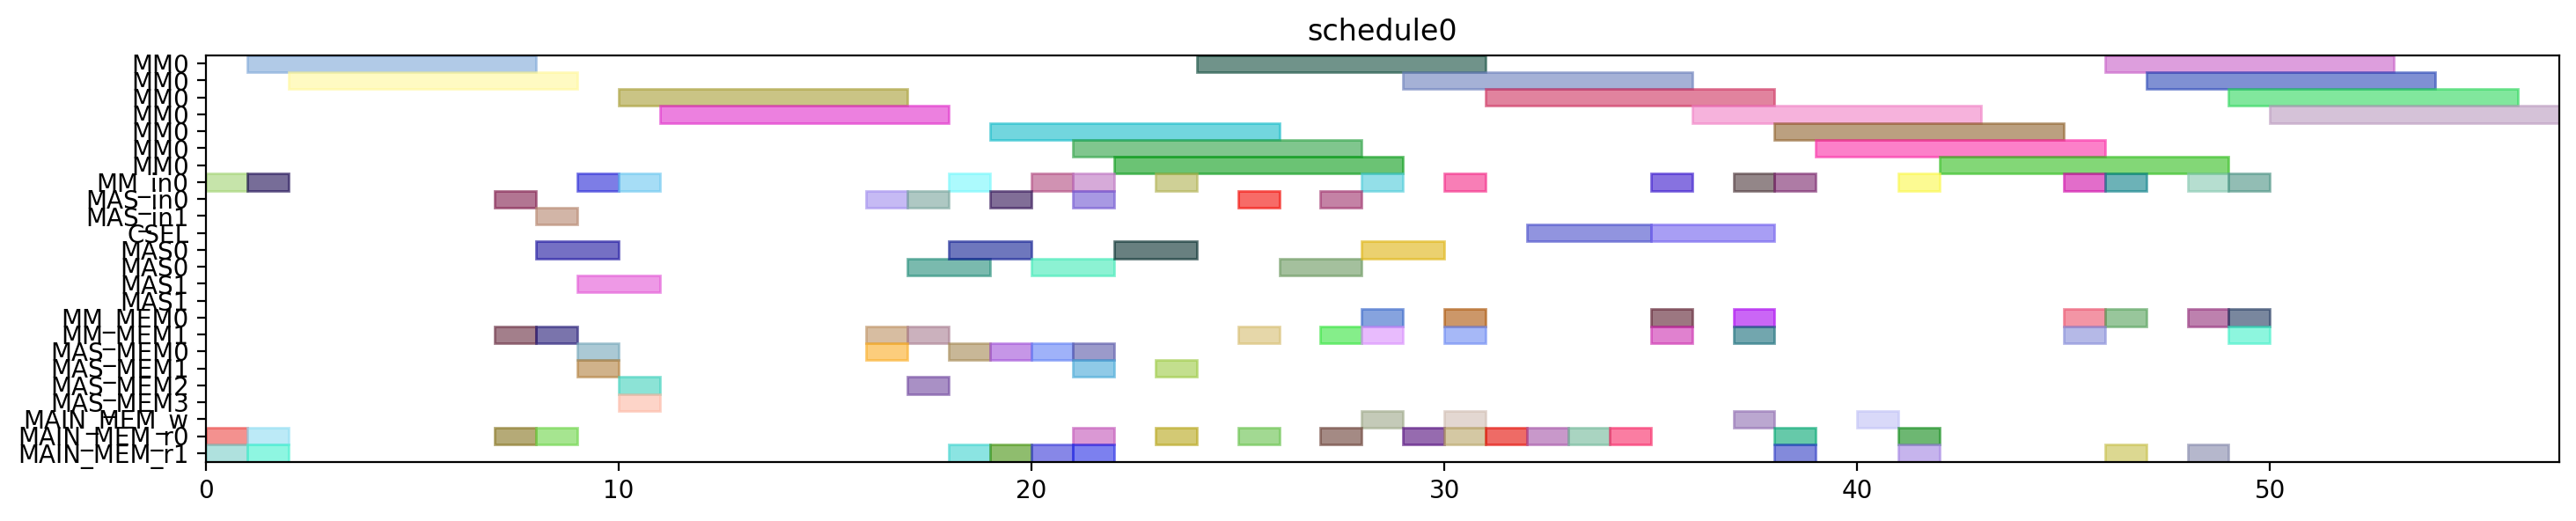 schedule0
MM0
MM0
MM0
MM0
MM0
MM0
MM0
MM_in0
MAS_in0
MAS_in1
CSEL
MAS0
MAS0
MAS1
MAS1
MM_MEM0
MM_MEM1
MAS_MEM0
MAS_MEM1
MAS_MEM2
MAS_MEM3
MAIN_MEM_w
MAIN_MEM_r0
MAIN_MEM_r1
0 10 20 30 40 50